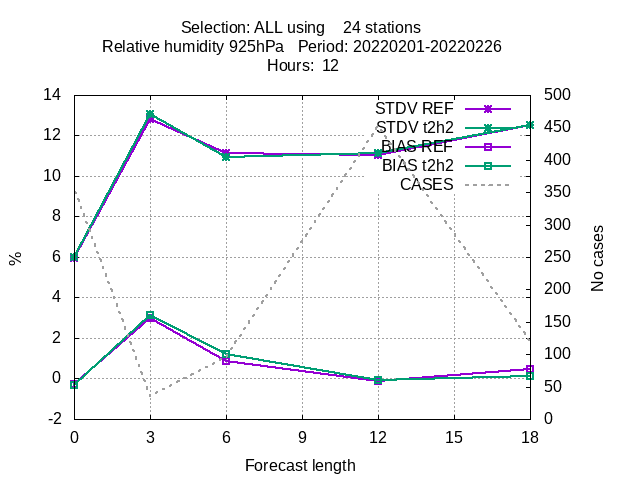 Selection: ALL using    24 stations
Relative humidity 925hPa   Period: 20220201-20220226
Hours:  12
14
12
10
8
6
4
2
0
-2
%
500
450
400
350
300
250
200
150
100
50
0
No cases
STDV REF
STDV t2h2
BIAS REF
BIAS t2h2
CASES
0 3 6 9 12 15 18
Forecast length